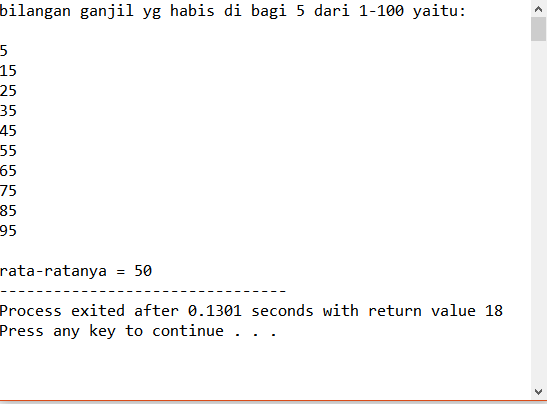 bilangan ganjil yg habis di bagi 5 dari 1-100 yaitu:
5
15
25
35
45
55
65
75
85
95
rata-ratanya = 50
--------------------------------
Process exited after 0.1301 seconds with return value 18
Press any key to continue . . .